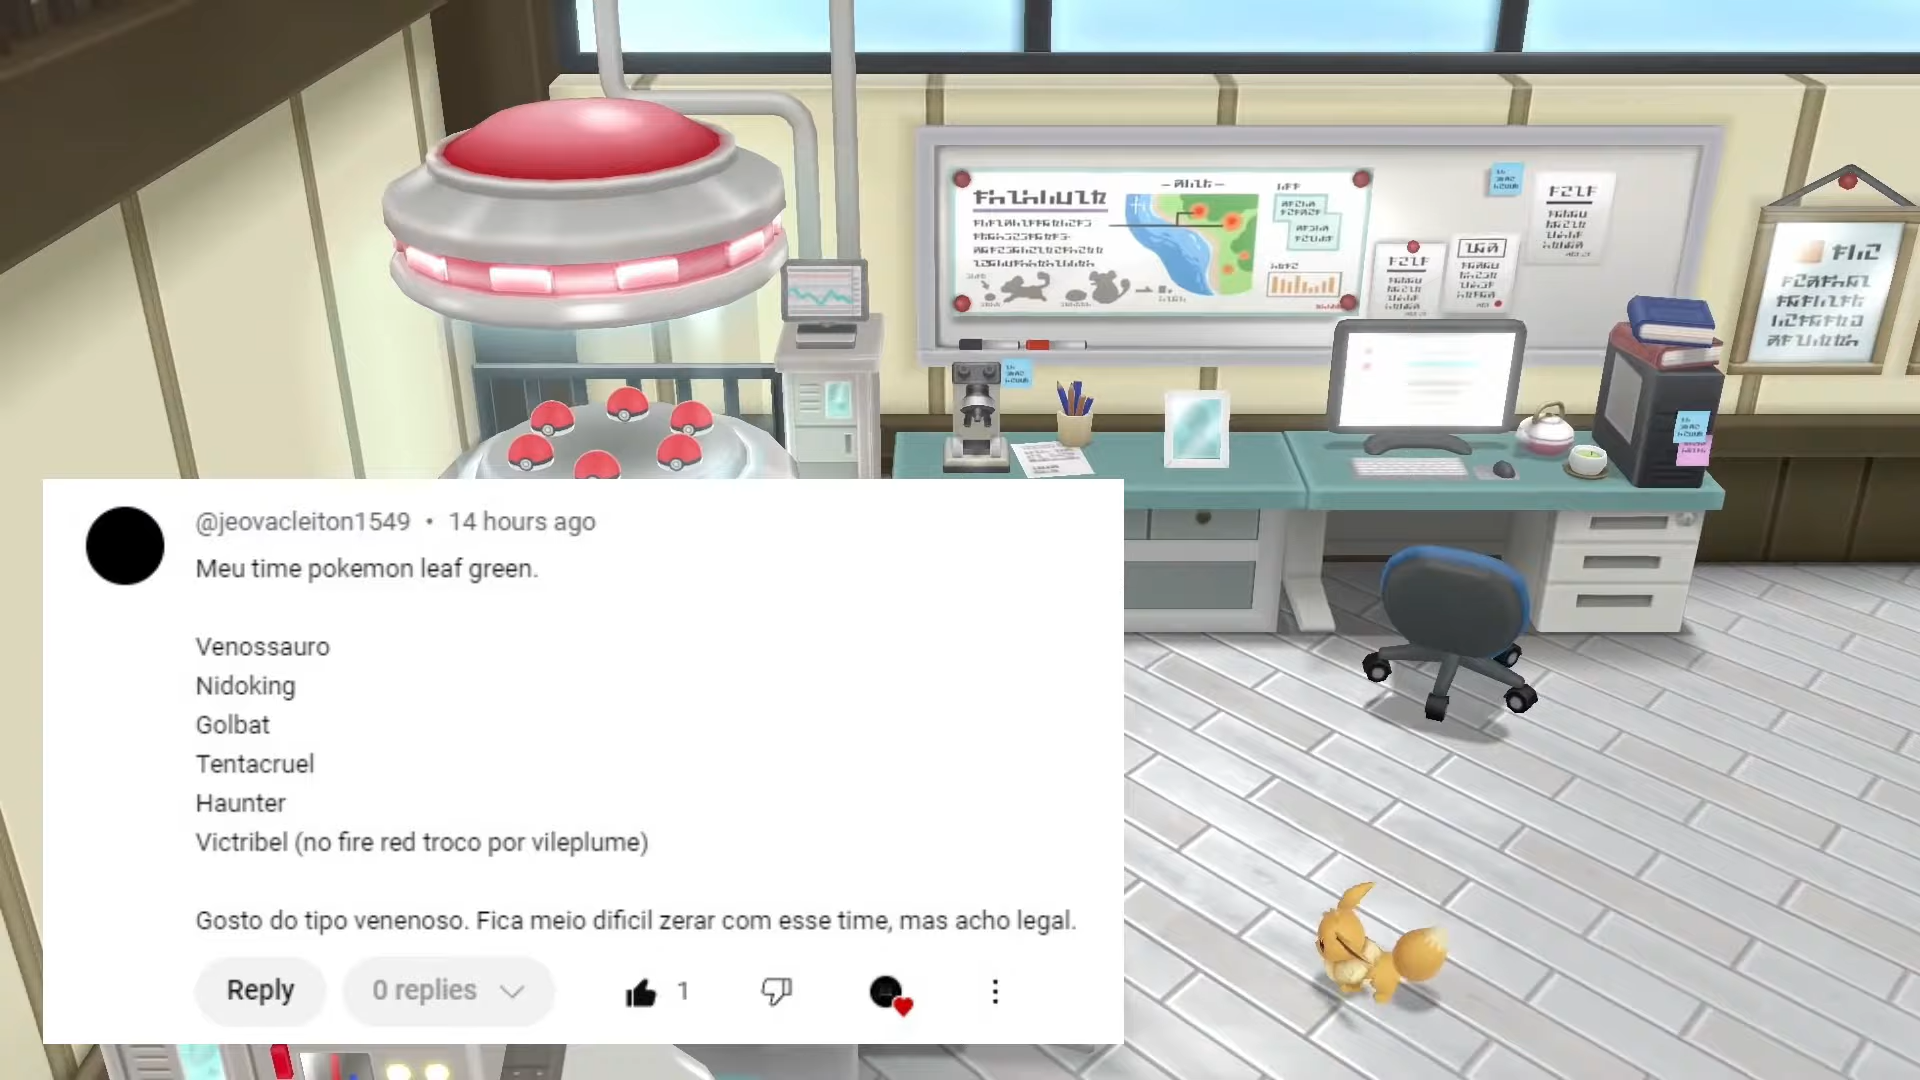 @jeovacleiton1549 • 14 hours ago
Meu time pokemon leaf green.
Venossauro
Nidoking
Golbat
Tentacruel
Haunter
Victribel (no fire red troco por vileplume)
Gosto do tipo venenoso. Fica meio dificil zerar com esse time, mas acho legal.
Reply
0 replies
1